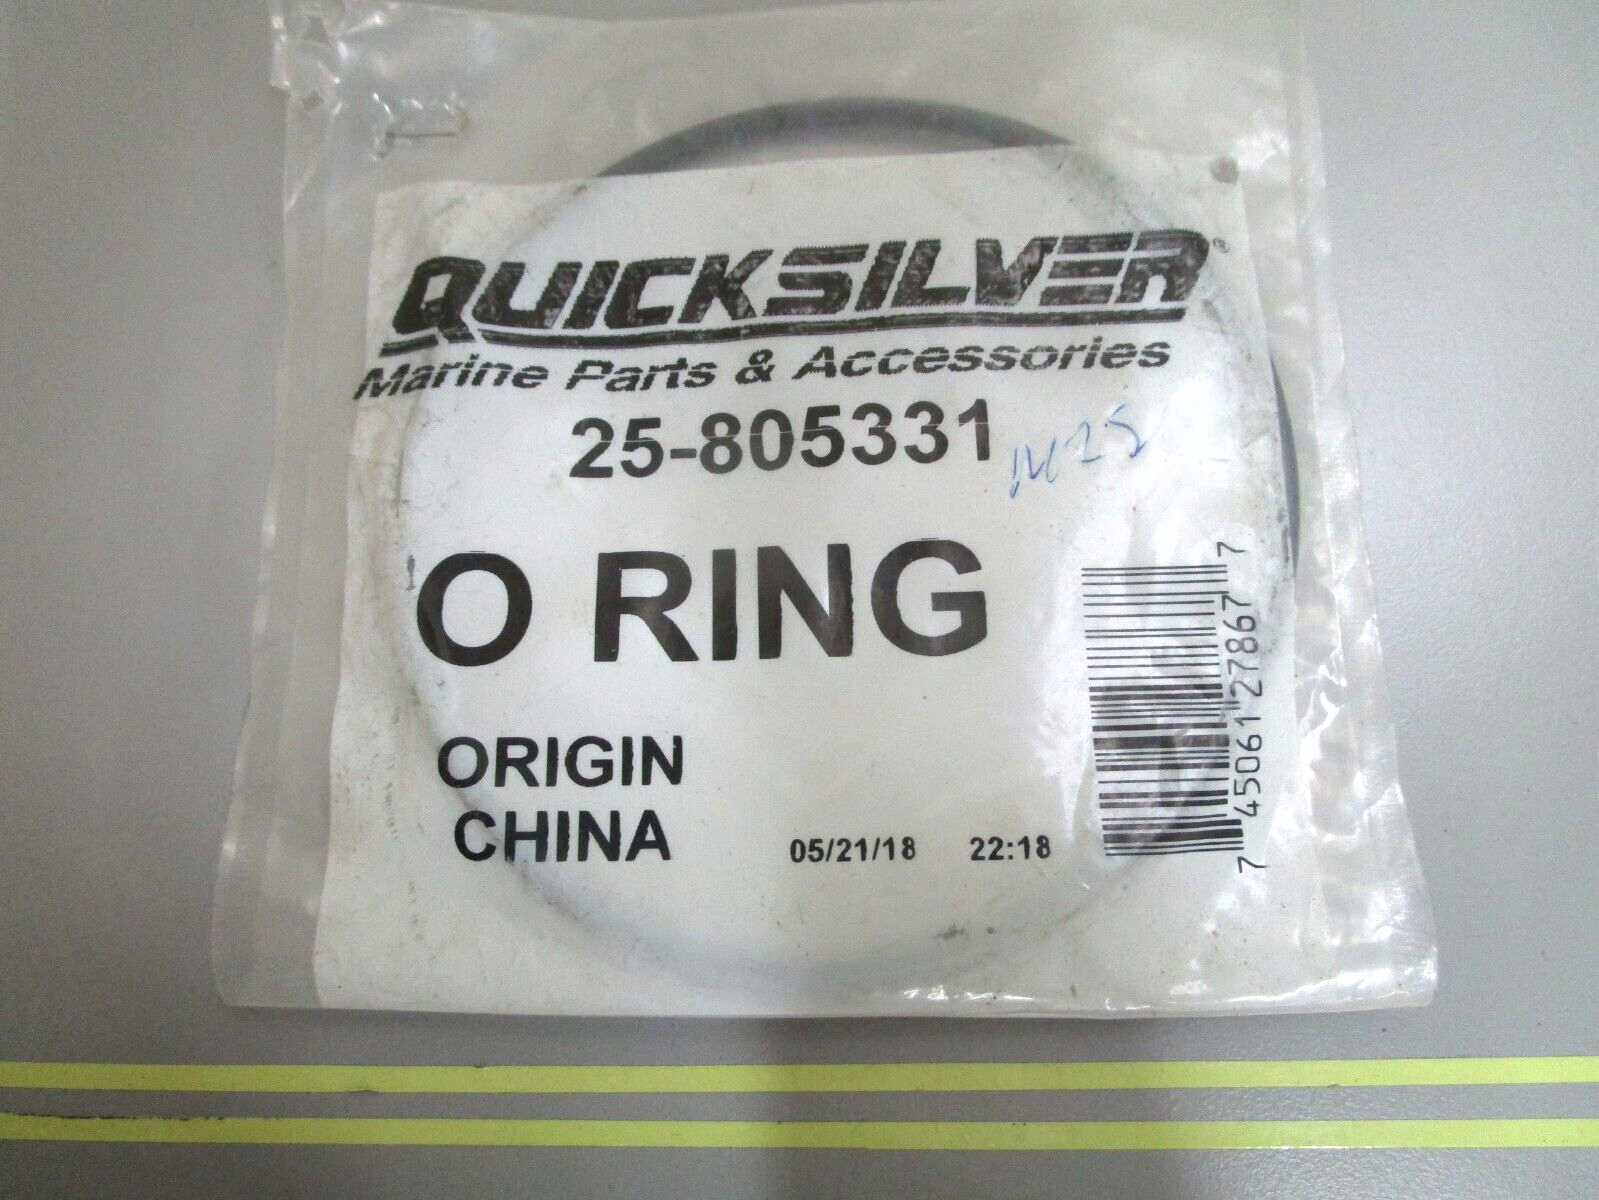 QUICKSILVER®
Marine Parts & Accessories
25-805331
O RING
ORIGIN
CHINA
05/21/18 22:18
7 45061 27867 7